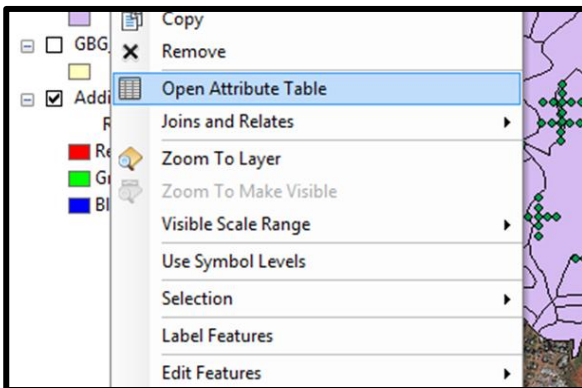 Copy
GBG_
Remove
Open Attribute Table
Addi
Joins and Relates
Re
Zoom To Layer
Gr
Zoom To Make Visible
Bl
Visible Scale Range
Use Symbol Levels
Selection
Label Features
Edit Features